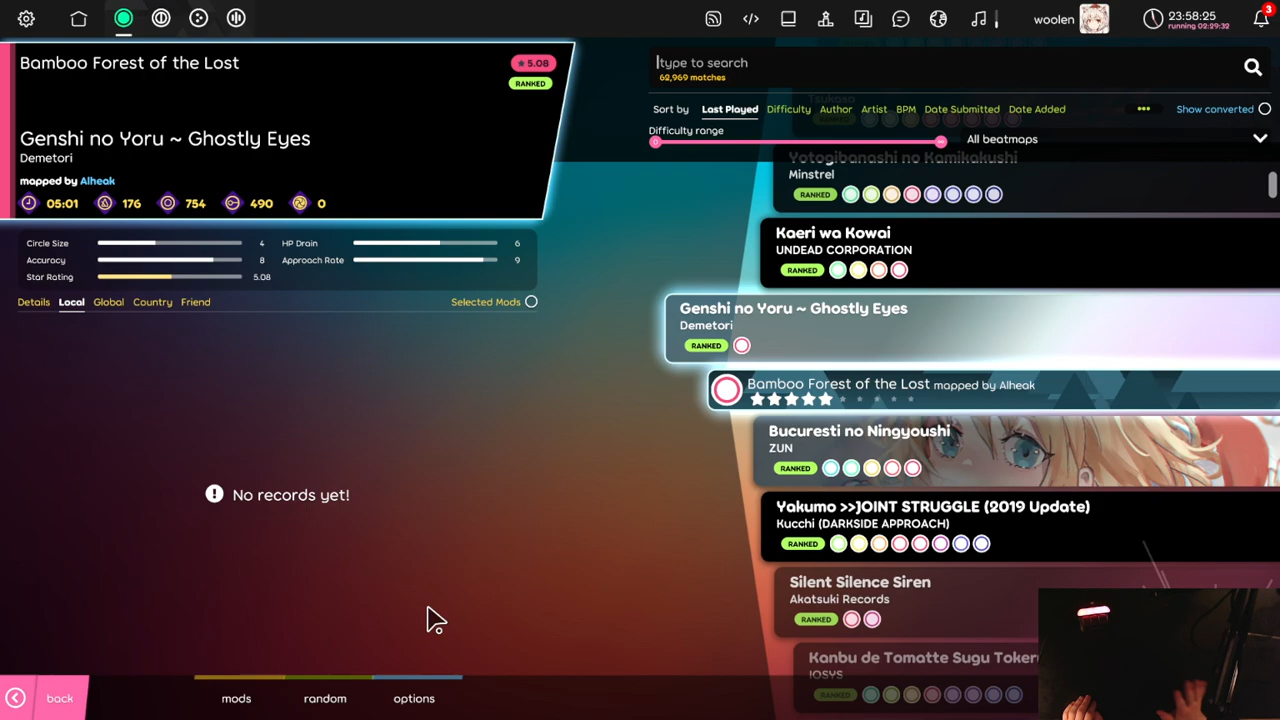 woolen
23:58:25
running 02:29:32
3
Bamboo Forest of the Lost
5.08
RANKED
Genshi no Yoru ~ Ghostly Eyes
Demetori
mapped by Alheak
05:01 176 754 490 0
Circle Size 4 HP Drain 6
Accuracy 8 Approach Rate 9
Star Rating 5.08
Details Local Global Country Friend Selected Mods
No records yet!
type to search
62,969 matches
Sort by Last Played Difficulty Author Artist BPM Date Submitted Date Added ••• Show converted
Difficulty range
All beatmaps
Tsukasa
Yotogibanashi no Kamikakushi
Minstrel
RANKED
Kaeri wa Kowai
UNDEAD CORPORATION
RANKED
Genshi no Yoru ~ Ghostly Eyes
Demetori
RANKED
Bamboo Forest of the Lost mapped by Alheak
Bucuresti no Ningyoushi
ZUN
RANKED
Yakumo >>JOINT STRUGGLE (2019 Update)
Kucchi (DARKSIDE APPROACH)
RANKED
Silent Silence Siren
Akatsuki Records
RANKED
Kanbu de Tomatte Sugu Toker
IOSYS
RANKED
back
mods
random
options